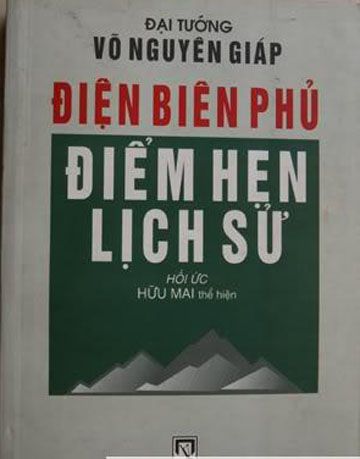 ĐẠI TƯỚNG
VÕ NGUYÊN GIÁP
ĐIỆN BIÊN PHỦ
ĐIỂM HẸN
LỊCH SỬ
HỒI ỨC
HỮU MAI thể hiện